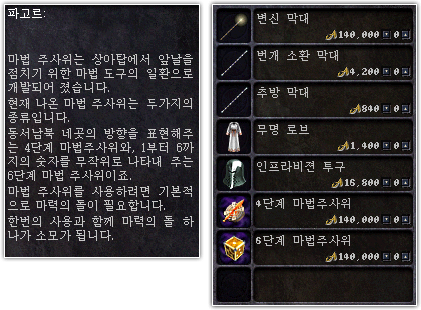 파고르:
마법 주사위는 상아탑에서 앞날을
점치기 위한 마법 도구의 일환으로
개발되어 졌습니다.
현재 나온 마법 주사위는 두가지의
종류입니다.
동서남북 네곳의 방향을 표현해주
는 4단계 마법주사위와, 1부터 6까
지의 숫자를 무작위로 나타내 주는
6단계 마법주사위이죠.
마법 주사위를 사용하려면 기본적
으로 마력의 돌이 필요합니다.
한번의 사용과 함께 마력의 돌 하
나가 소모가 됩니다.
변신 막대
140,000 0
번개 소환 막대
4,200 0
추방 막대
840 0
무명 로브
1,400 0
인프라비젼 투구
16,800 0
4단계 마법주사위
140,000 0
6단계 마법주사위
140,000 0